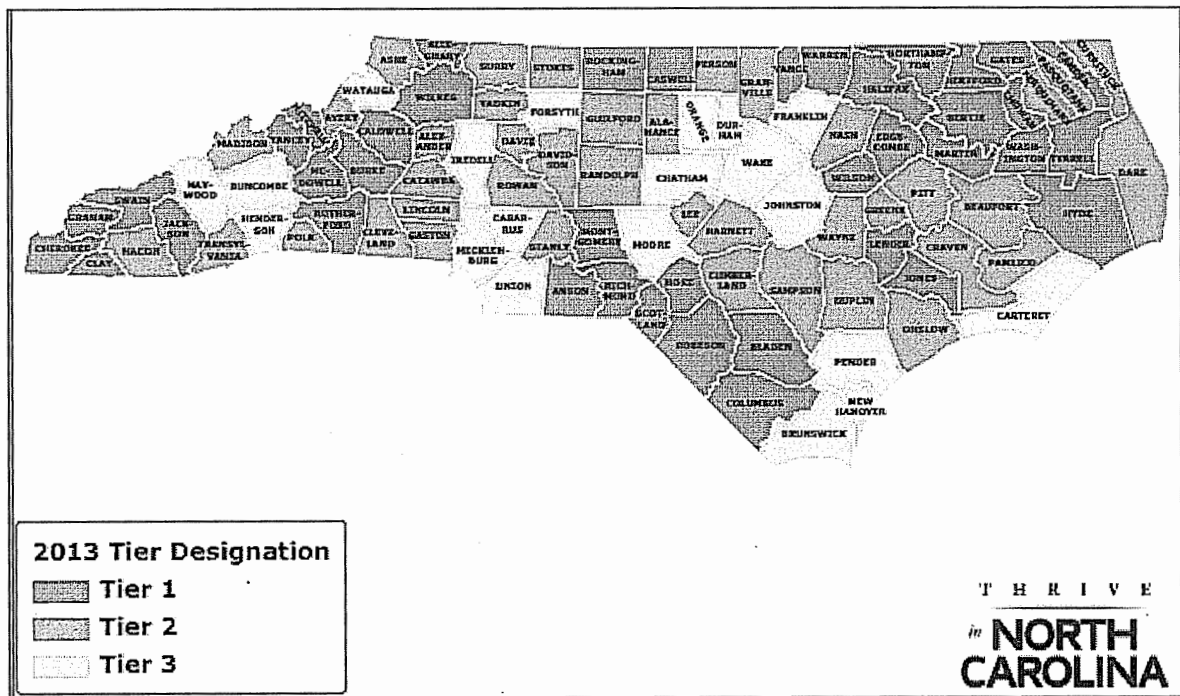 ASHE
ALLE-
GHANY
SURRY
STOKES
ROCKING-
HAM
CASWELL
PERSON
GRAN-
VILLE
VANCE
WARREN
NORTHAMP-
TON
GATES
HERTFORD
HALIFAX
WATAUGA
WILKES
YADKIN
FORSYTH
GUILFORD
ALA-
MANCE
ORANGE
DUR-
HAM
FRANKLIN
NASH
EDGE-
COMBE
BERTIE
AVERY
CALDWELL
ALEX-
ANDER
IREDELL
DAVIE
DAVID-
SON
RANDOLPH
CHATHAM
WAKE
WILSON
MARTIN
WASH-
INGTON
TYRRELL
DARE
MADISON
YANCEY
MC
DOWELL
BURKE
CATAWBA
ROWAN
HAY-
WOOD
BUNCOMBE
SWAIN
GRAHAM
JACK-
SON
HENDER-
SON
RUTHER-
FORD
POLK
CLEVE-
LAND
LINCOLN
GASTON
CABAR-
RUS
MECKLEN-
BURG
STANLY
MONT-
GOMERY
MOORE
LEE
HARNETT
JOHNSTON
WAYNE
GREENE
PITT
BEAUFORT
HYDE
CHEROKEE
CLAY
MACON
TRANSYL-
VANIA
UNION
ANSON
RICH-
MOND
SCOT-
LAND
HOKE
CUMBER-
LAND
SAMPSON
DUPLIN
LENOIR
JONES
CRAVEN
PAMLICO
CARTERET
ONSLOW
ROBESON
BLADEN
PENDER
COLUMBUS
NEW
HANOVER
BRUNSWICK
2013 Tier Designation
Tier 1
Tier 2
Tier 3
THRIVE
in NORTH
CAROLINA